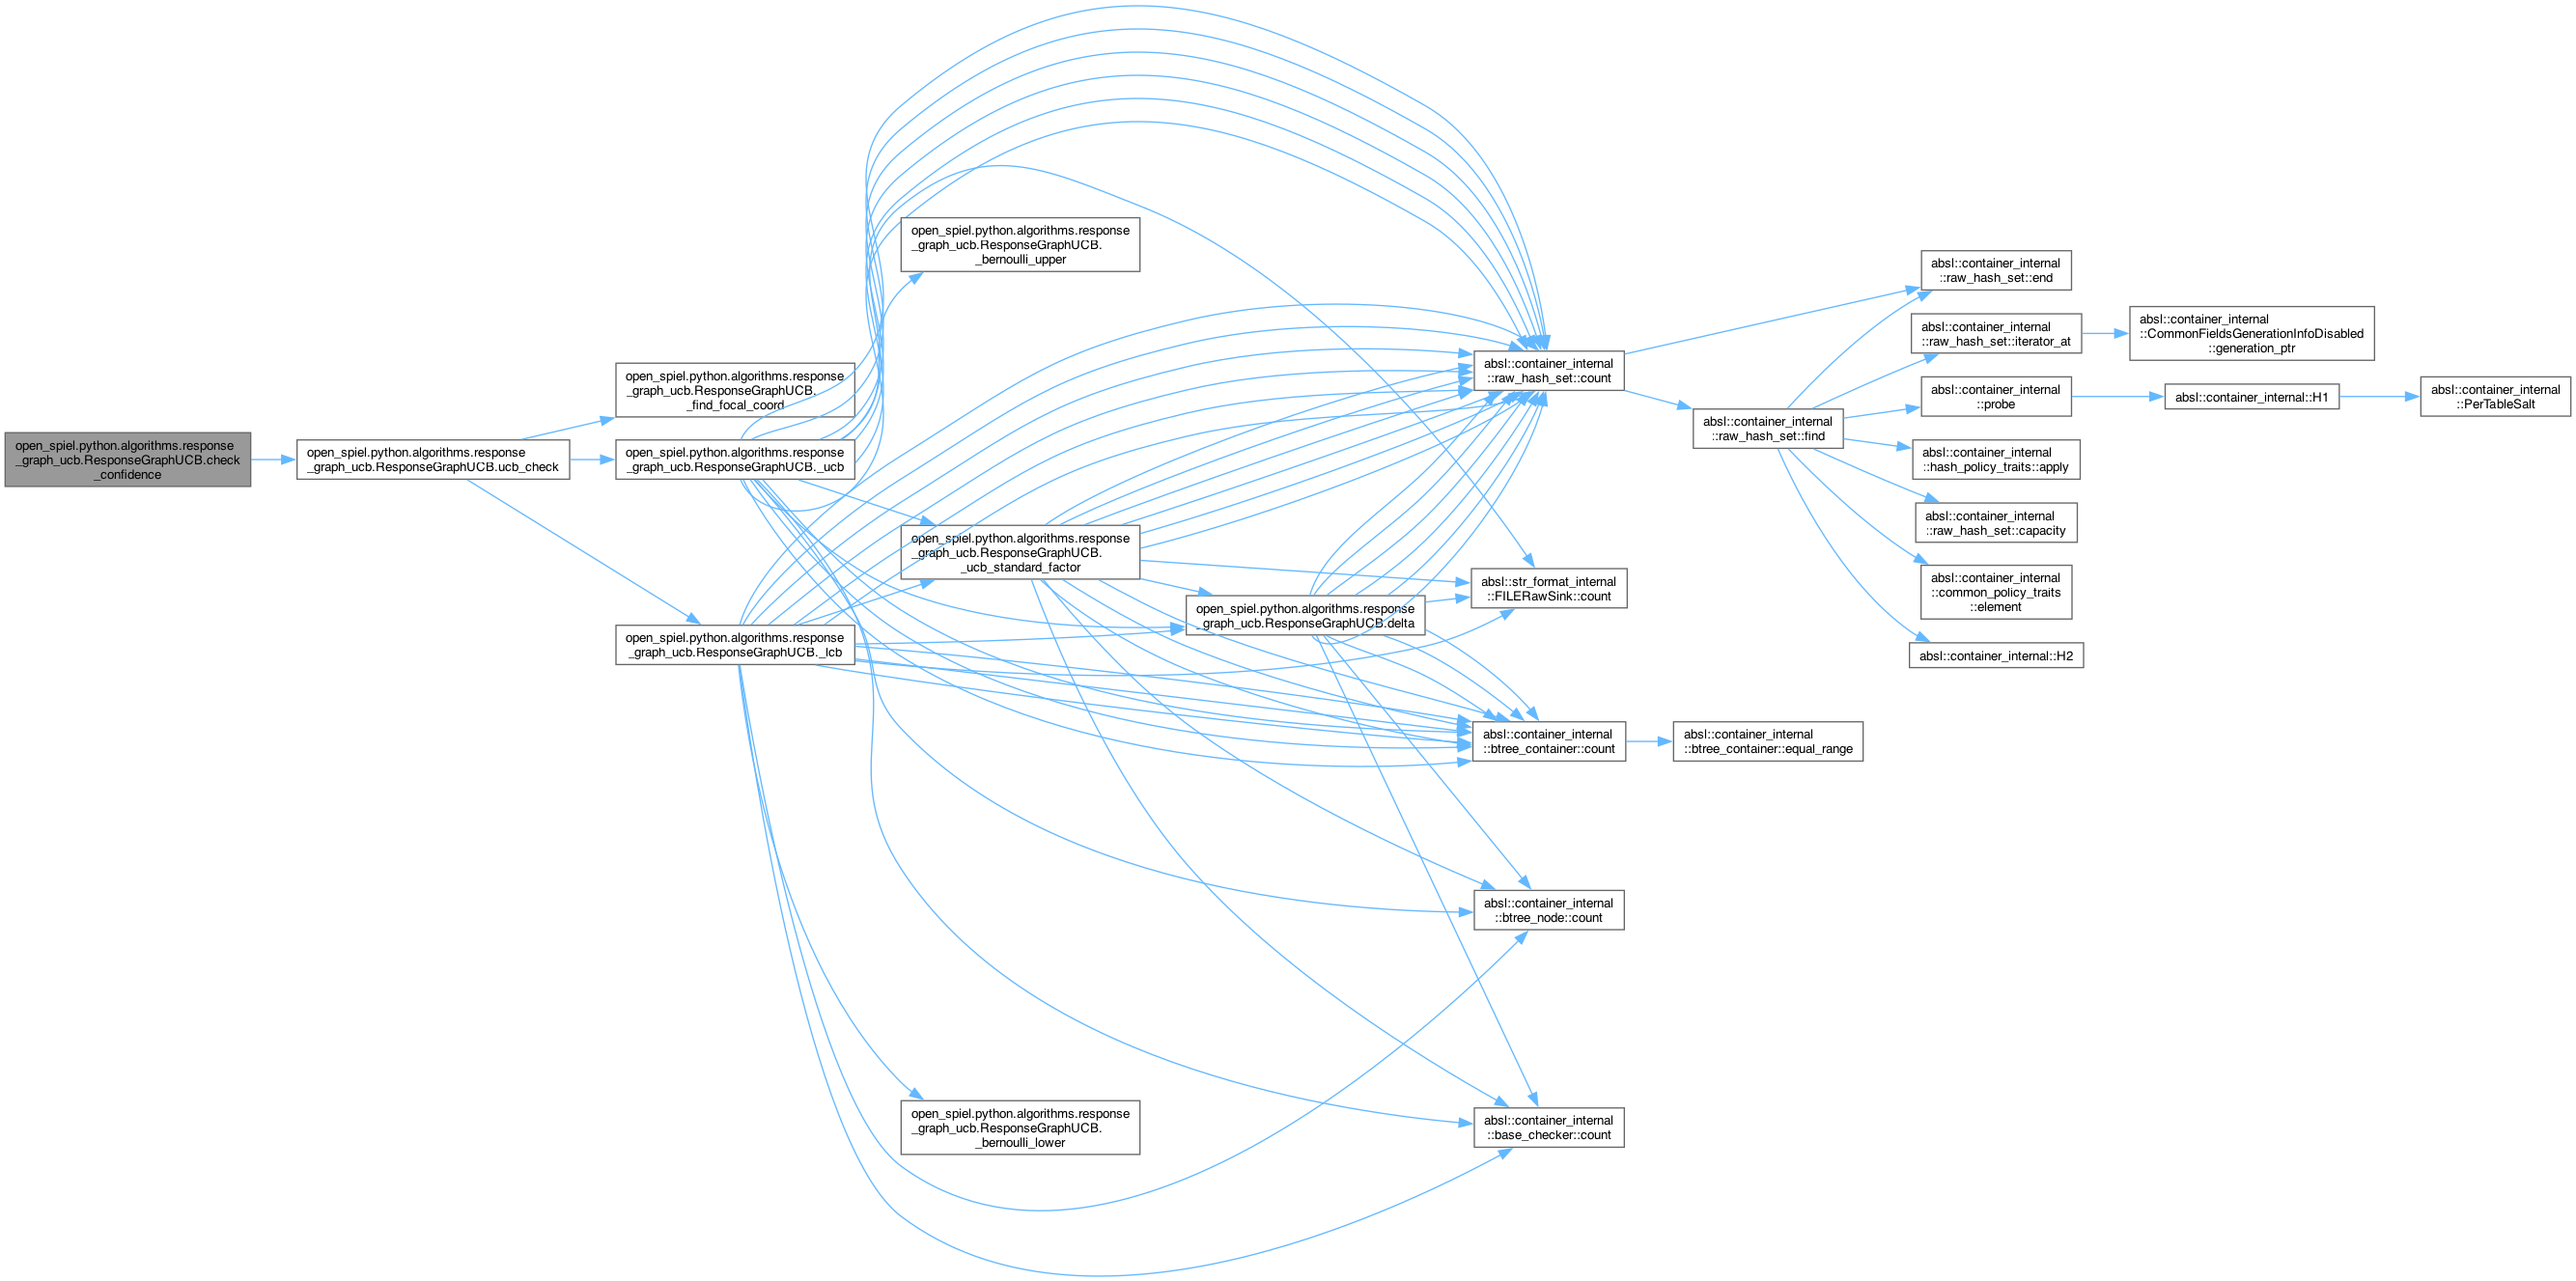 open_spiel.python.algorithms.response
_graph_ucb.ResponseGraphUCB.check
_confidence
open_spiel.python.algorithms.response
_graph_ucb.ResponseGraphUCB.ucb_check
open_spiel.python.algorithms.response
_graph_ucb.ResponseGraphUCB.
_find_focal_coord
open_spiel.python.algorithms.response
_graph_ucb.ResponseGraphUCB._ucb
open_spiel.python.algorithms.response
_graph_ucb.ResponseGraphUCB._lcb
open_spiel.python.algorithms.response
_graph_ucb.ResponseGraphUCB.
_bernoulli_upper
open_spiel.python.algorithms.response
_graph_ucb.ResponseGraphUCB.
_ucb_standard_factor
open_spiel.python.algorithms.response
_graph_ucb.ResponseGraphUCB.
_bernoulli_lower
open_spiel.python.algorithms.response
_graph_ucb.ResponseGraphUCB.delta
absl::container_internal
::raw_hash_set::count
absl::str_format_internal
::FILERawSink::count
absl::container_internal
::btree_container::count
absl::container_internal
::btree_node::count
absl::container_internal
::base_checker::count
absl::container_internal
::raw_hash_set::find
absl::container_internal
::btree_container::equal_range
absl::container_internal
::raw_hash_set::end
absl::container_internal
::raw_hash_set::iterator_at
absl::container_internal
::probe
absl::container_internal
::hash_policy_traits::apply
absl::container_internal
::raw_hash_set::capacity
absl::container_internal
::common_policy_traits
::element
absl::container_internal::H2
absl::container_internal
::CommonFieldsGenerationInfoDisabled
::generation_ptr
absl::container_internal::H1
absl::container_internal
::PerTableSalt